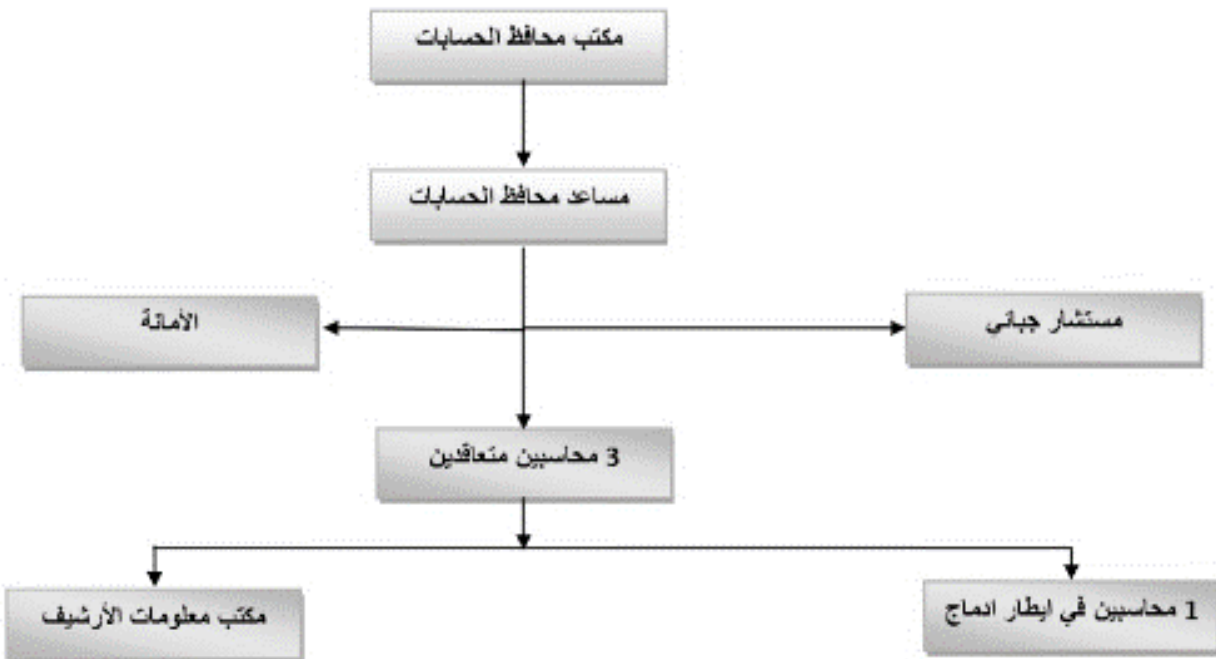 مكتب محافظ الحسابات
مساعد محافظ الحسابات
مستشار جبائي
الأمانة
3 محاسبين متعاقدين
1 محاسبين في ايطار ادماج
مكتب معلومات الأرشيف